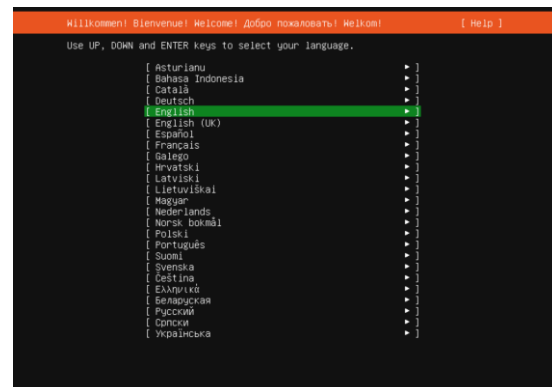 Willkommen! Bienvenue! Welcome! Добро пожаловать! Welkom! [ Help ]
Use UP, DOWN and ENTER keys to select your language.
[ Asturianu ► ]
[ Bahasa Indonesia ► ]
[ Català ► ]
[ Deutsch ► ]
[ English ► ]
[ English (UK) ► ]
[ Español ► ]
[ Français ► ]
[ Galego ► ]
[ Hrvatski ► ]
[ Latviski ► ]
[ Lietuviškai ► ]
[ Magyar ► ]
[ Nederlands ► ]
[ Norsk bokmål ► ]
[ Polski ► ]
[ Português ► ]
[ Suomi ► ]
[ Svenska ► ]
[ Čeština ► ]
[ Ελληνικά ► ]
[ Беларуская ► ]
[ Русский ► ]
[ Српски ► ]
[ Українська ► ]